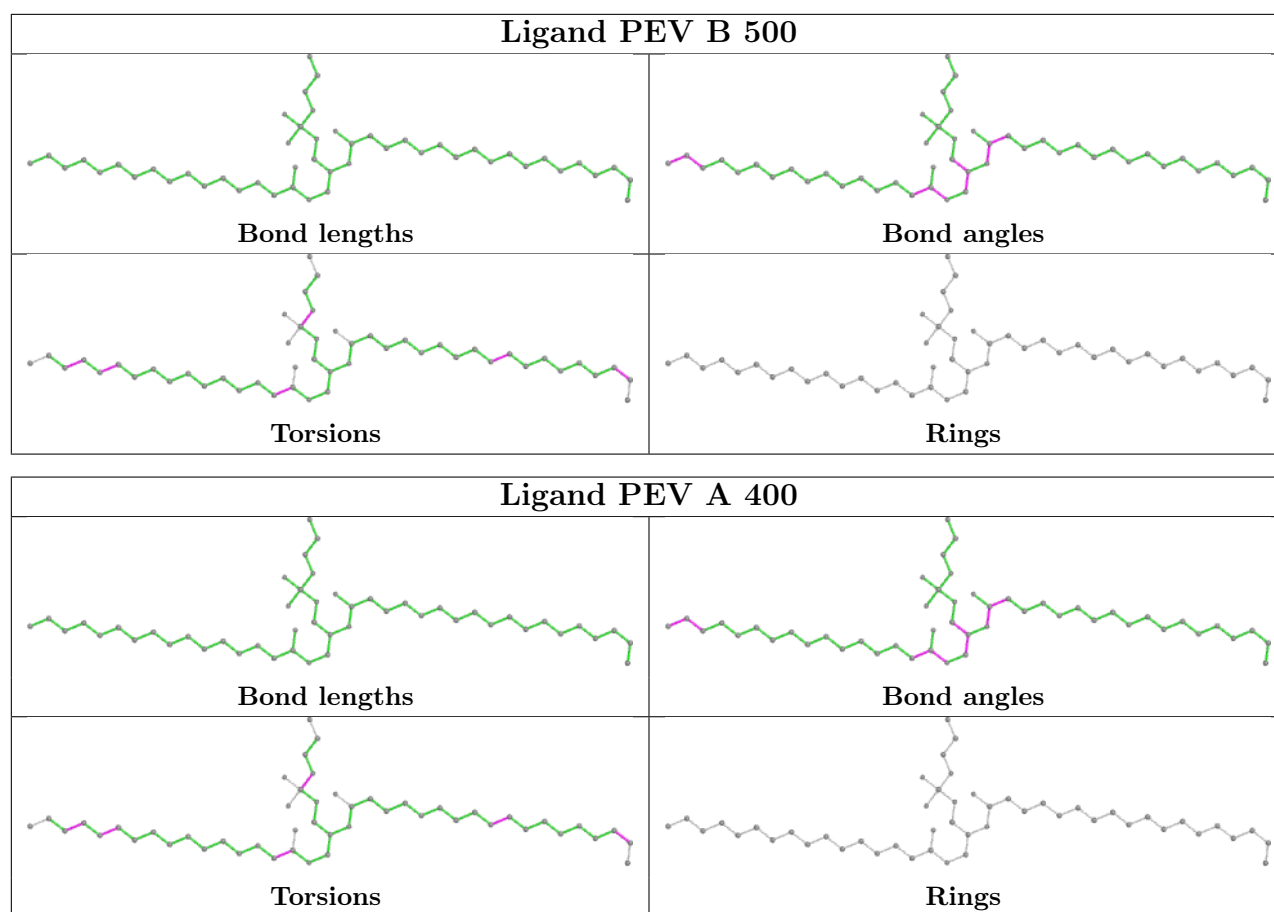 Ligand PEV B 500
Bond lengths
Bond angles
Torsions
Rings
Ligand PEV A 400
Bond lengths
Bond angles
Torsions
Rings